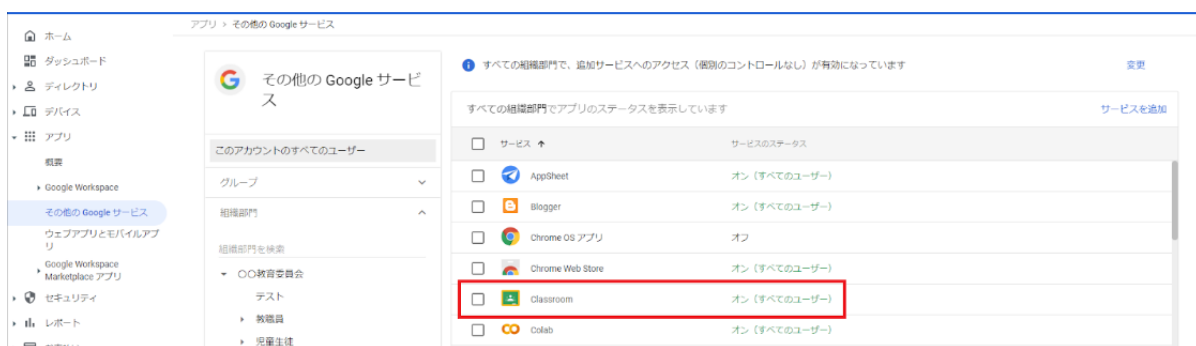 アプリ > その他の Google サービス
ホーム
ダッシュボード
ディレクトリ
デバイス
アプリ
概要
Google Workspace
その他の Google サービス
ウェブアプリとモバイルアプ
リ
Google Workspace
Marketplace アプリ
セキュリティ
レポート
その他の Google サービ
ス
このアカウントのすべてのユーザー
グループ
組織部門
組織部門を検索
〇〇教育委員会
テスト
教職員
児童生徒
すべての組織部門で、追加サービスへのアクセス（個別のコントロールなし）が有効になっています
変更
すべての組織部門でアプリのステータスを表示しています
サービスを追加
サービス ↑ サービスのステータス
AppSheet オン（すべてのユーザー）
Blogger オン（すべてのユーザー）
Chrome OS アプリ オフ
Chrome Web Store オン（すべてのユーザー）
Classroom オン（すべてのユーザー）
Colab オン（すべてのユーザー）